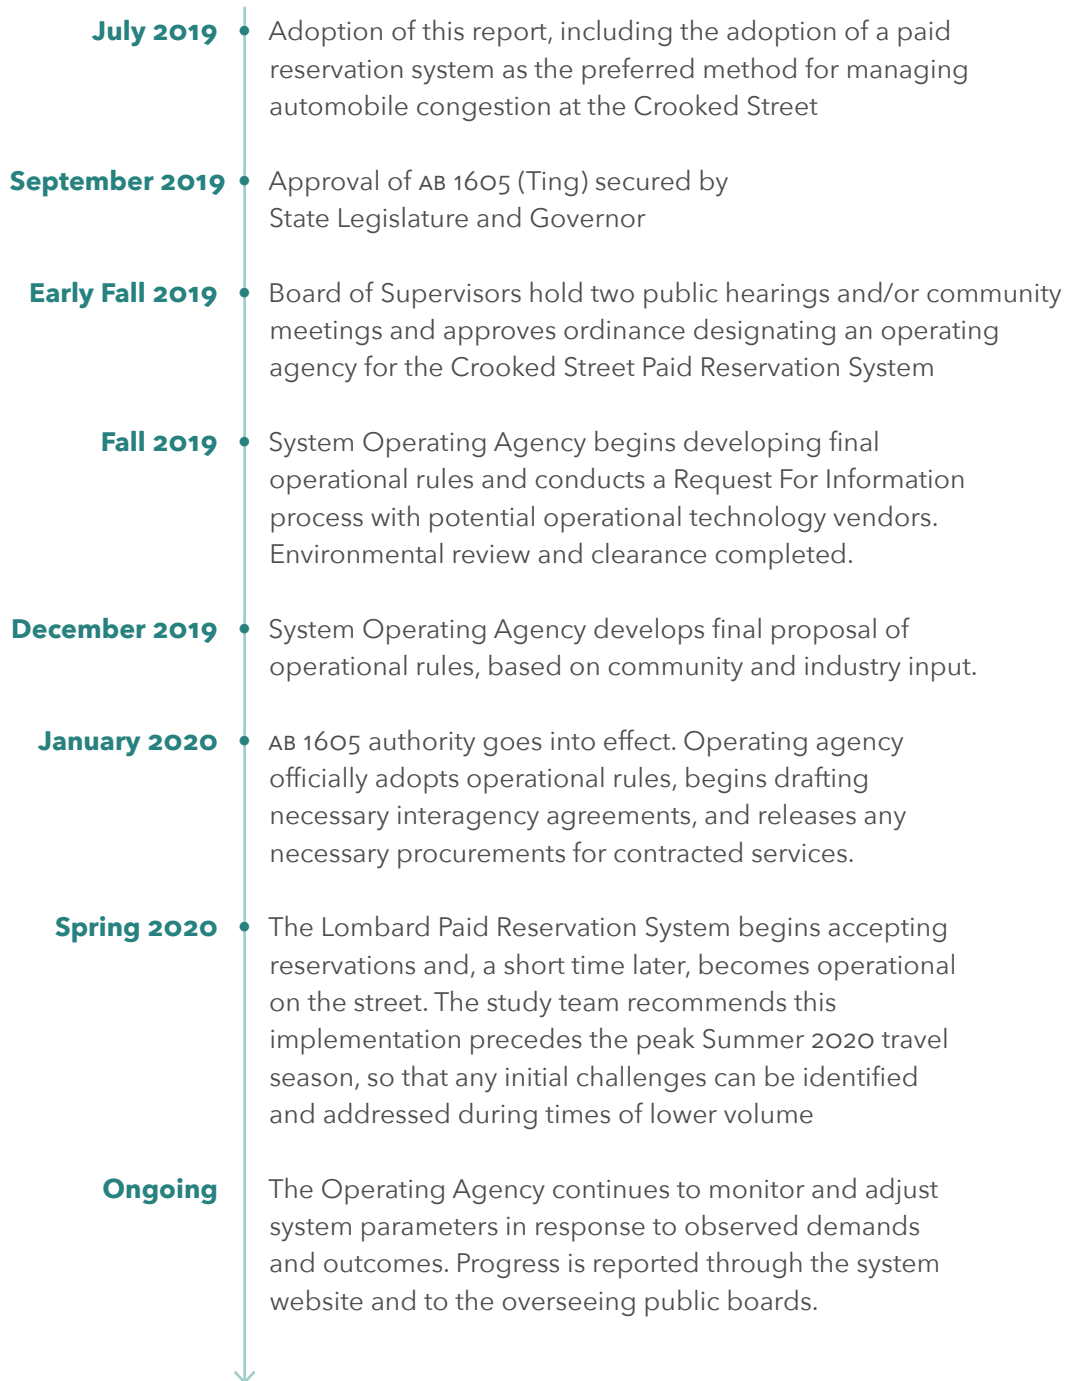 July 2019
Adoption of this report, including the adoption of a paid
reservation system as the preferred method for managing
automobile congestion at the Crooked Street
September 2019
Approval of AB 1605 (Ting) secured by
State Legislature and Governor
Early Fall 2019
Board of Supervisors hold two public hearings and/or community
meetings and approves ordinance designating an operating
agency for the Crooked Street Paid Reservation System
Fall 2019
System Operating Agency begins developing final
operational rules and conducts a Request For Information
process with potential operational technology vendors.
Environmental review and clearance completed.
December 2019
System Operating Agency develops final proposal of
operational rules, based on community and industry input.
January 2020
AB 1605 authority goes into effect. Operating agency
officially adopts operational rules, begins drafting
necessary interagency agreements, and releases any
necessary procurements for contracted services.
Spring 2020
The Lombard Paid Reservation System begins accepting
reservations and, a short time later, becomes operational
on the street. The study team recommends this
implementation precedes the peak Summer 2020 travel
season, so that any initial challenges can be identified
and addressed during times of lower volume
Ongoing
The Operating Agency continues to monitor and adjust
system parameters in response to observed demands
and outcomes. Progress is reported through the system
website and to the overseeing public boards.